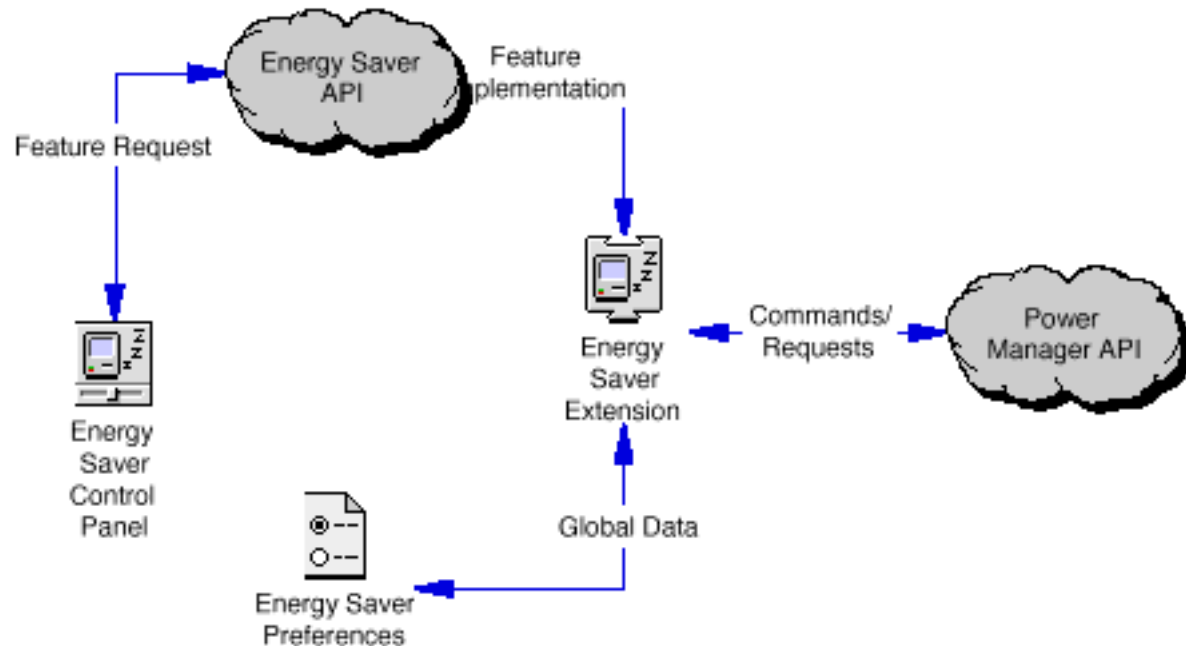 Energy Saver
API
Feature
plementation
Feature Request
Energy
Saver
Extension
Commands/
Requests
Power
Manager API
Energy
Saver
Control
Panel
Global Data
Energy Saver
Preferences